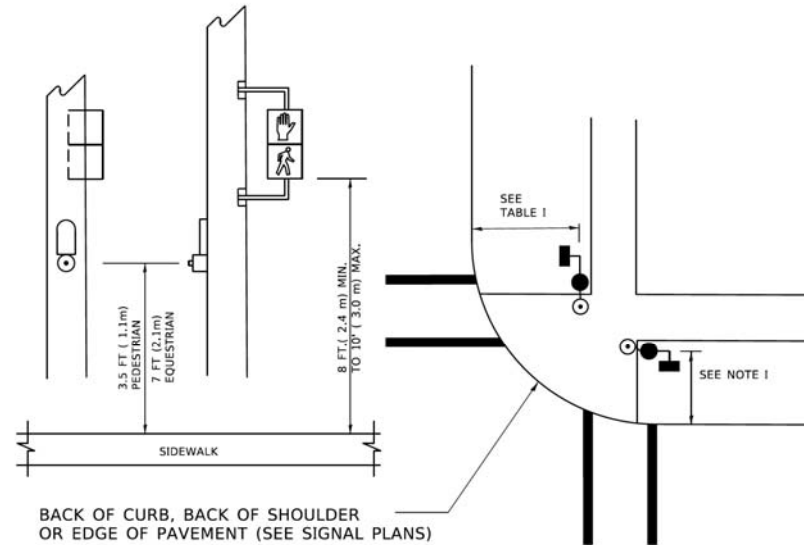 SEE
TABLE I
3.5 FT ( 1.1m)
PEDESTRIAN
7 FT (2.1m)
EQUESTRIAN
8 FT.( 2.4 m) MIN.
TO 10' ( 3.0 m) MAX.
SEE NOTE I
SIDEWALK
BACK OF CURB, BACK OF SHOULDER
OR EDGE OF PAVEMENT (SEE SIGNAL PLANS)